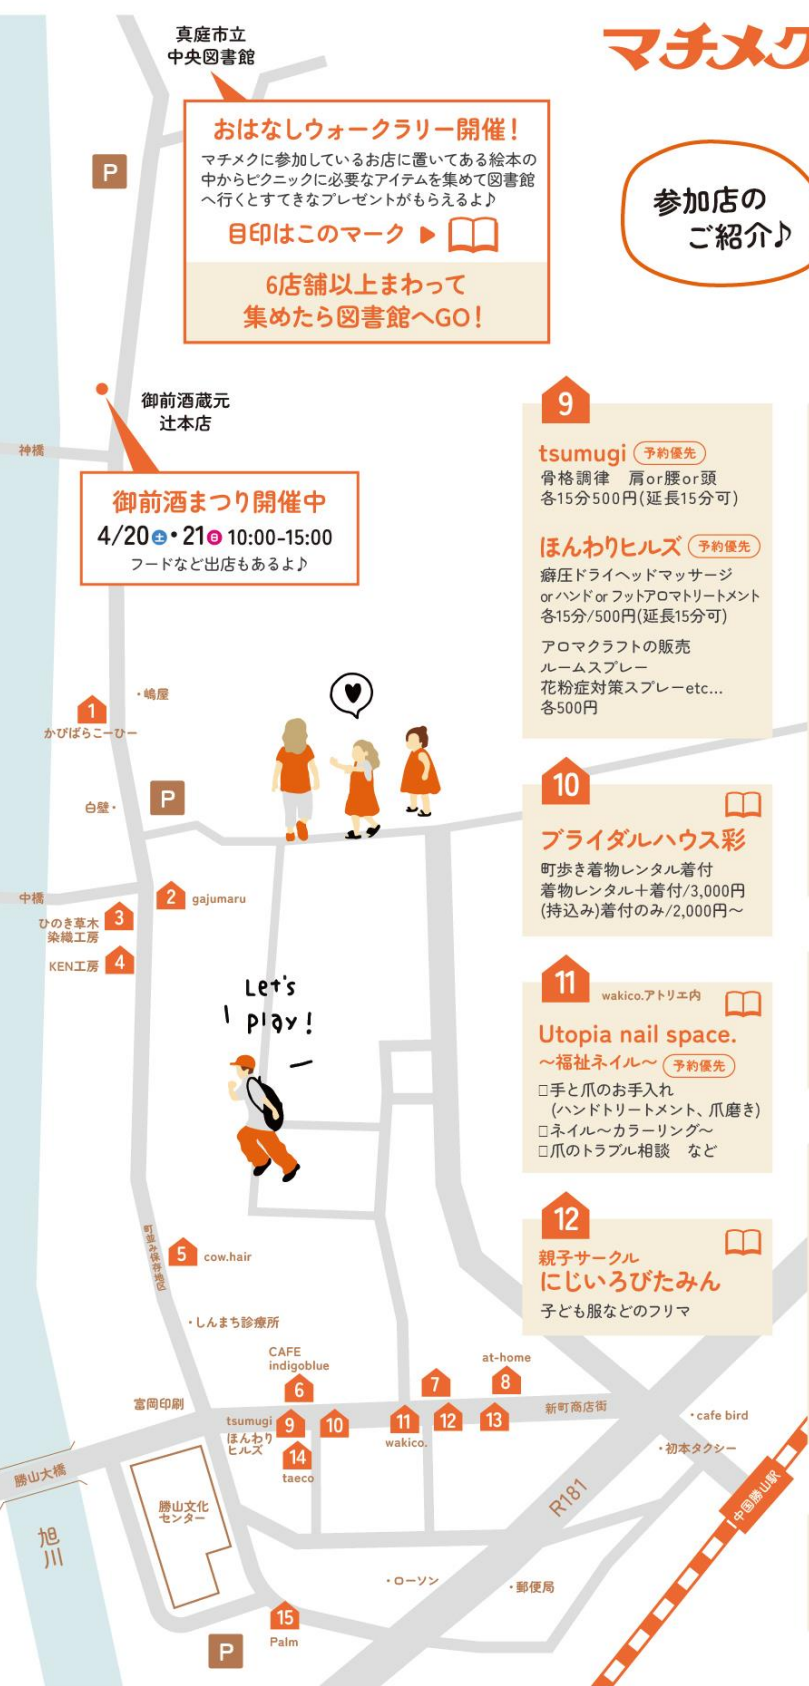 真庭市立
中央図書館
マチメク
おはなしウォークラリー開催！
マチメクに参加しているお店に置いてある絵本の
中からピクニックに必要なアイテムを集めて図書館
へ行くとすてきなプレゼントがもらえるよ♪
目印はこのマーク ▶
6店舗以上まわって
集めたら図書館へGO！
P
参加店の
ご紹介♪
御前酒蔵元
辻本店
神橋
御前酒まつり開催中
4/20土・21日 10:00-15:00
フードなど出店もあるよ♪
9
tsumugi 予約優先
骨格調律　肩or腰or頭
各15分500円(延長15分可)
ほんわりヒルズ 予約優先
癖圧ドライヘッドマッサージ
orハンドorフットアロマトリートメント
各15分/500円(延長15分可)
アロマクラフトの販売
ルームスプレー
花粉症対策スプレーetc...
各500円
・嶋屋
1
かぴばらこーひー
白壁・
P
10
ブライダルハウス彩
町歩き着物レンタル着付
着物レンタル＋着付/3,000円
(持込み)着付のみ/2,000円～
中橋
2 gajumaru
ひのき草木
染織工房
3
KEN工房 4
Let's
play!
11
wakico.アトリエ内
Utopia nail space.
～福祉ネイル～ 予約優先
□手と爪のお手入れ
(ハンドトリートメント、爪磨き)
□ネイル～カラーリング～
□爪のトラブル相談　など
12
親子サークル
にじいろびたみん
子ども服などのフリマ
町並み保存地区
5 cow.hair
・しんまち診療所
CAFE
indigoblue
6
7
at-home
8
富岡印刷
tsumugi
ほんわり
ヒルズ
9
10
11
wakico.
12
13
新町商店街
14
taeco
・cafe bird
・初本タクシー
勝山大橋
旭川
勝山文化
センター
R181
中国勝山駅
・ローソン
・郵便局
15
Palm
P